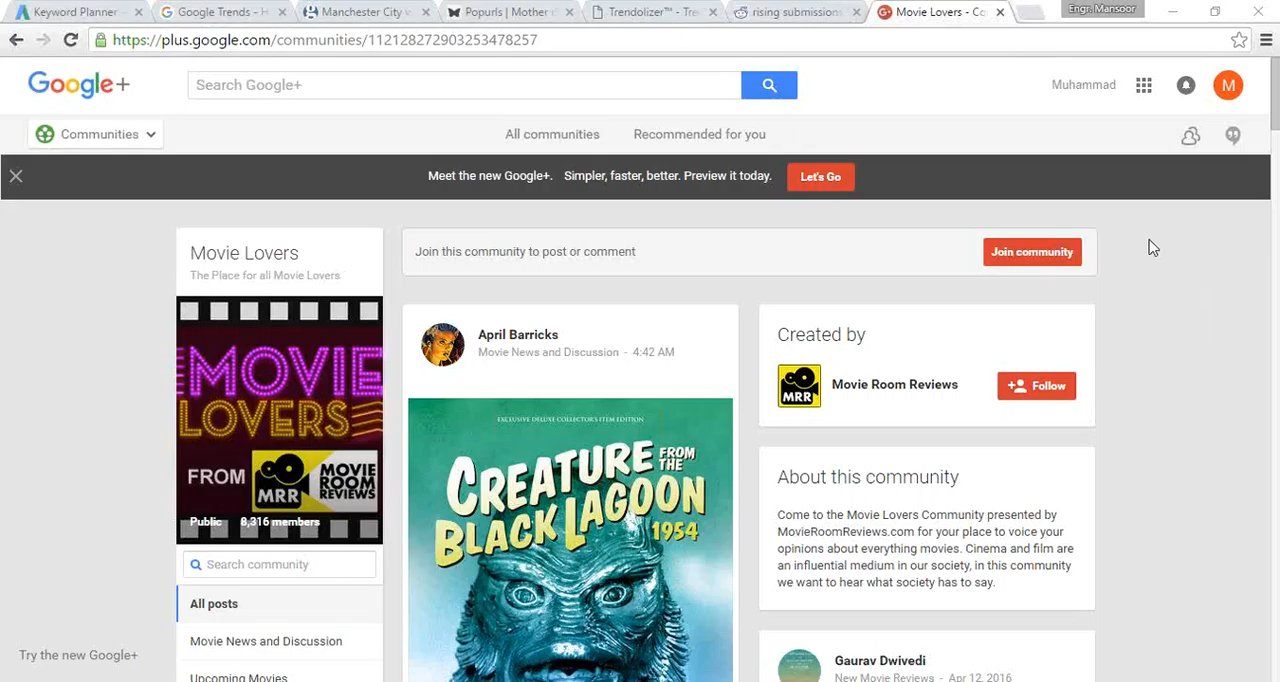 Keyword Planner
Google Trends - H
Manchester City v
Popurls | Mother o
Trendolizer™ - Tre
rising submissions
Movie Lovers - Co
Engr. Mansoor
https://plus.google.com/communities/112128272903253478257
Google+
Search Google+
Muhammad
M
Communities
All communities
Recommended for you
Meet the new Google+. Simpler, faster, better. Preview it today.
Let's Go
Movie Lovers
The Place for all Movie Lovers
MOVIE
LOVERS
FROM
MRR
MOVIE
ROOM
REVIEWS
Public 8,316 members
Search community
All posts
Movie News and Discussion
Upcoming Movies
Try the new Google+
Join this community to post or comment
Join community
April Barricks
Movie News and Discussion - 4:42 AM
EXCLUSIVE DELUXE COLLECTOR'S ITEM EDITION
CREATURE FROM
THE
BLACK LAGOON
1954
Created by
MRR
Movie Room Reviews
Follow
About this community
Come to the Movie Lovers Community presented by
MovieRoomReviews.com for your place to voice your
opinions about everything movies. Cinema and film are
an influential medium in our society, in this community
we want to hear what society has to say.
Gaurav Dwivedi
New Movie Reviews - Apr 12, 2016